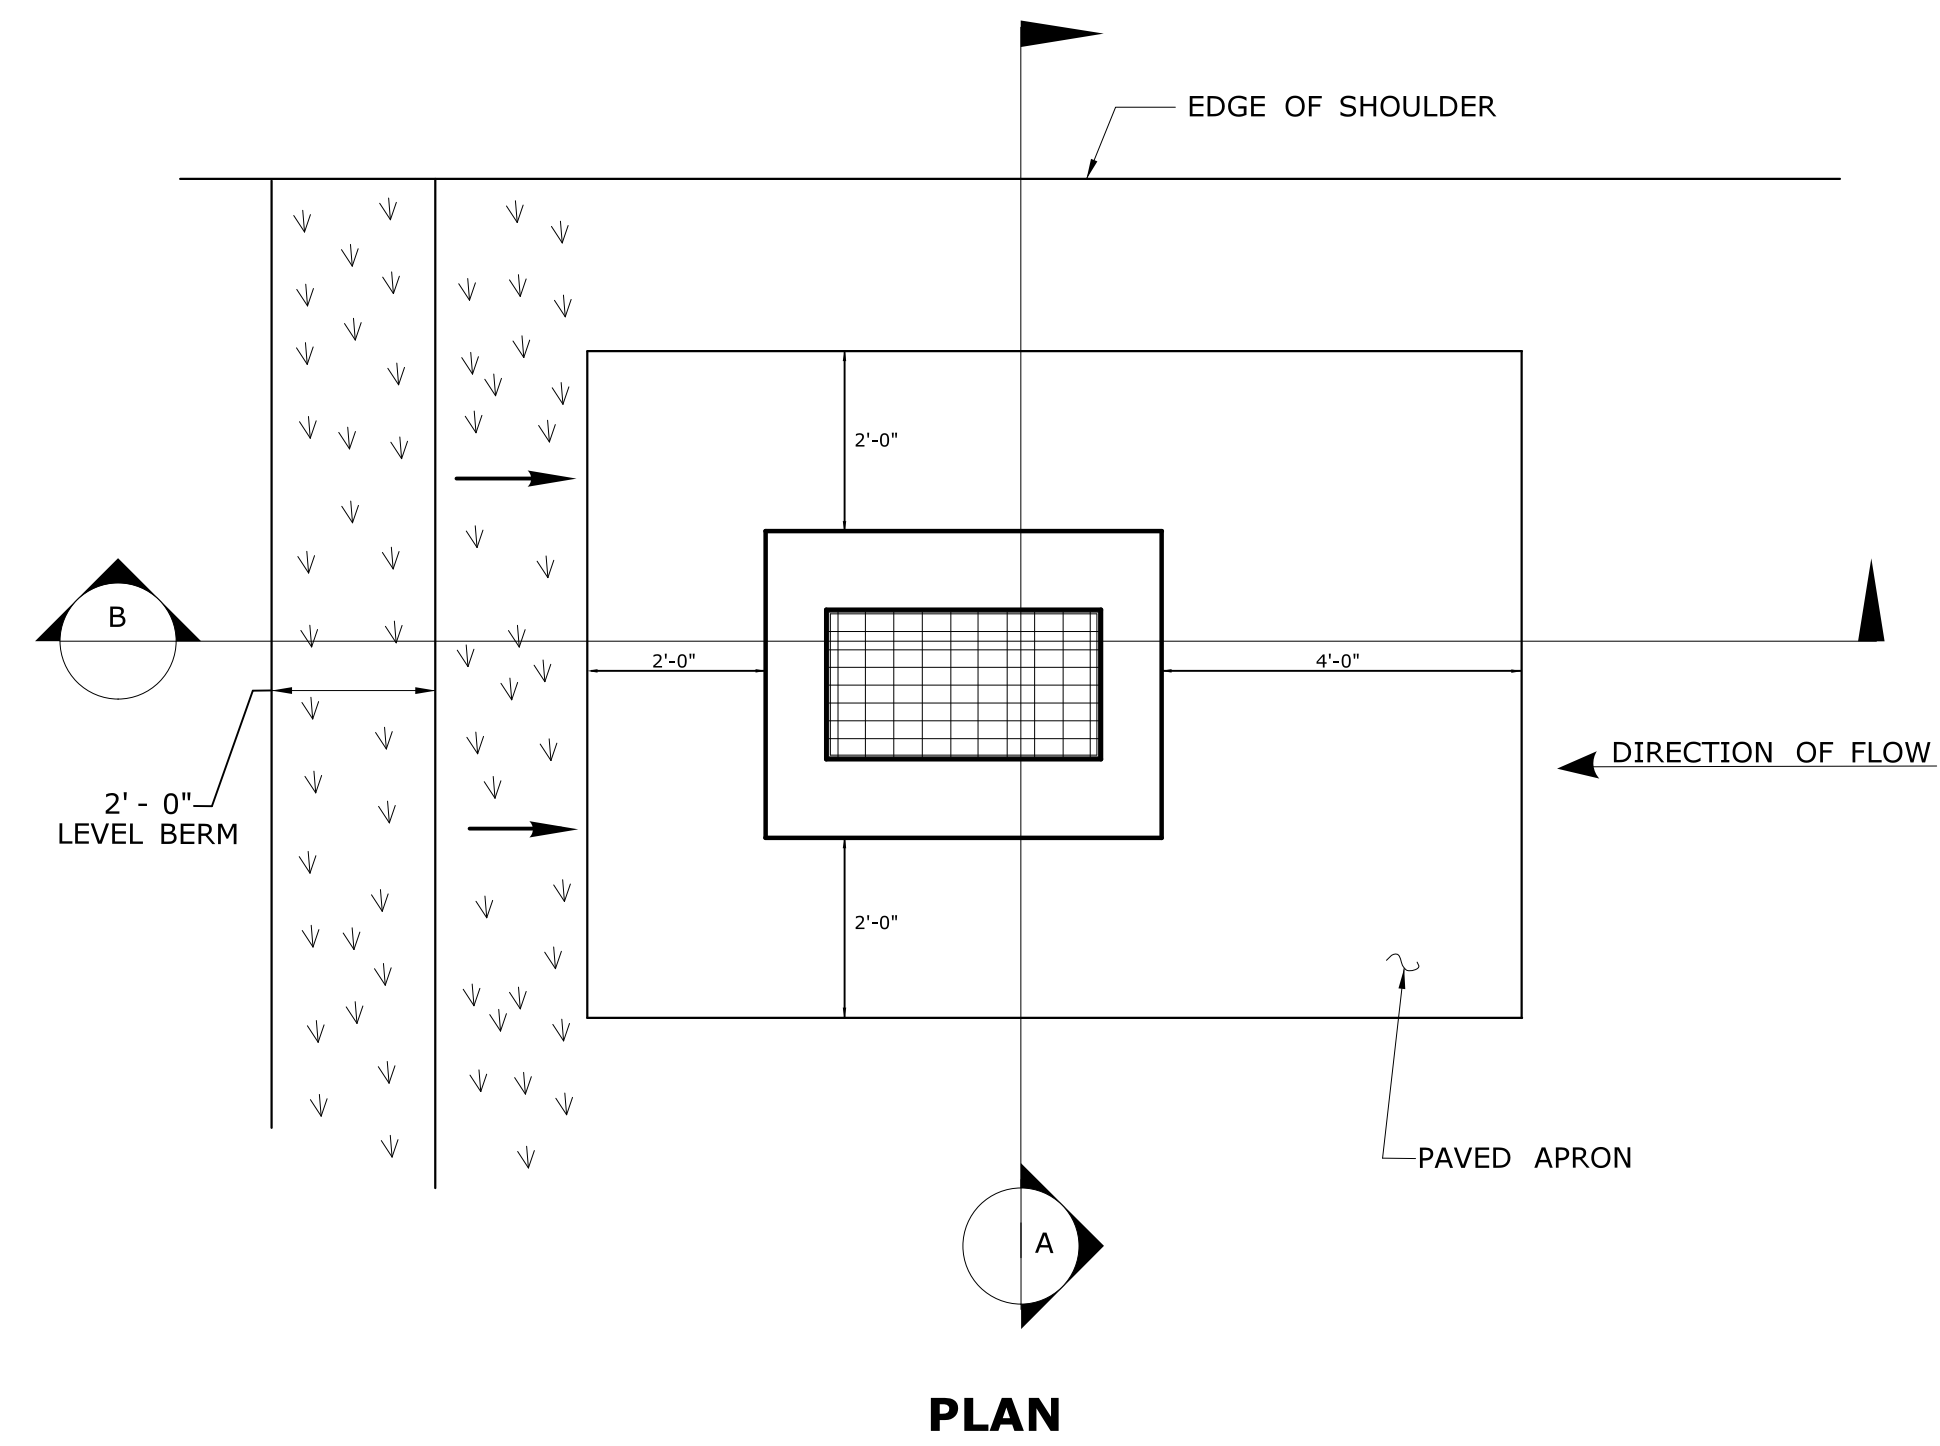 EDGE OF SHOULDER
2'-0"
B
2'-0"
4'-0"
DIRECTION OF FLOW
2'- 0"
LEVEL BERM
2'-0"
PAVED APRON
A
PLAN